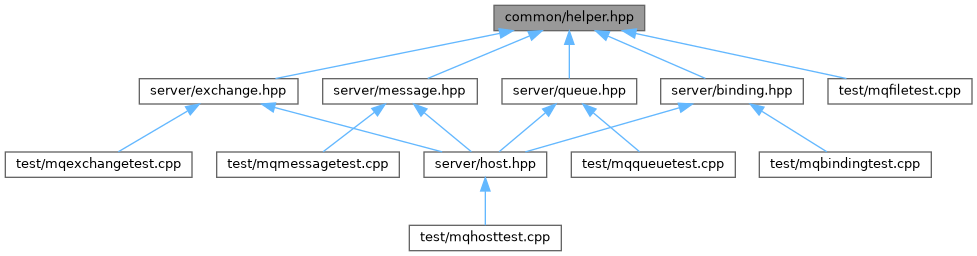 common/helper.hpp
server/exchange.hpp
server/message.hpp
server/queue.hpp
server/binding.hpp
test/mqfiletest.cpp
test/mqexchangetest.cpp
test/mqmessagetest.cpp
server/host.hpp
test/mqqueuetest.cpp
test/mqbindingtest.cpp
test/mqhosttest.cpp